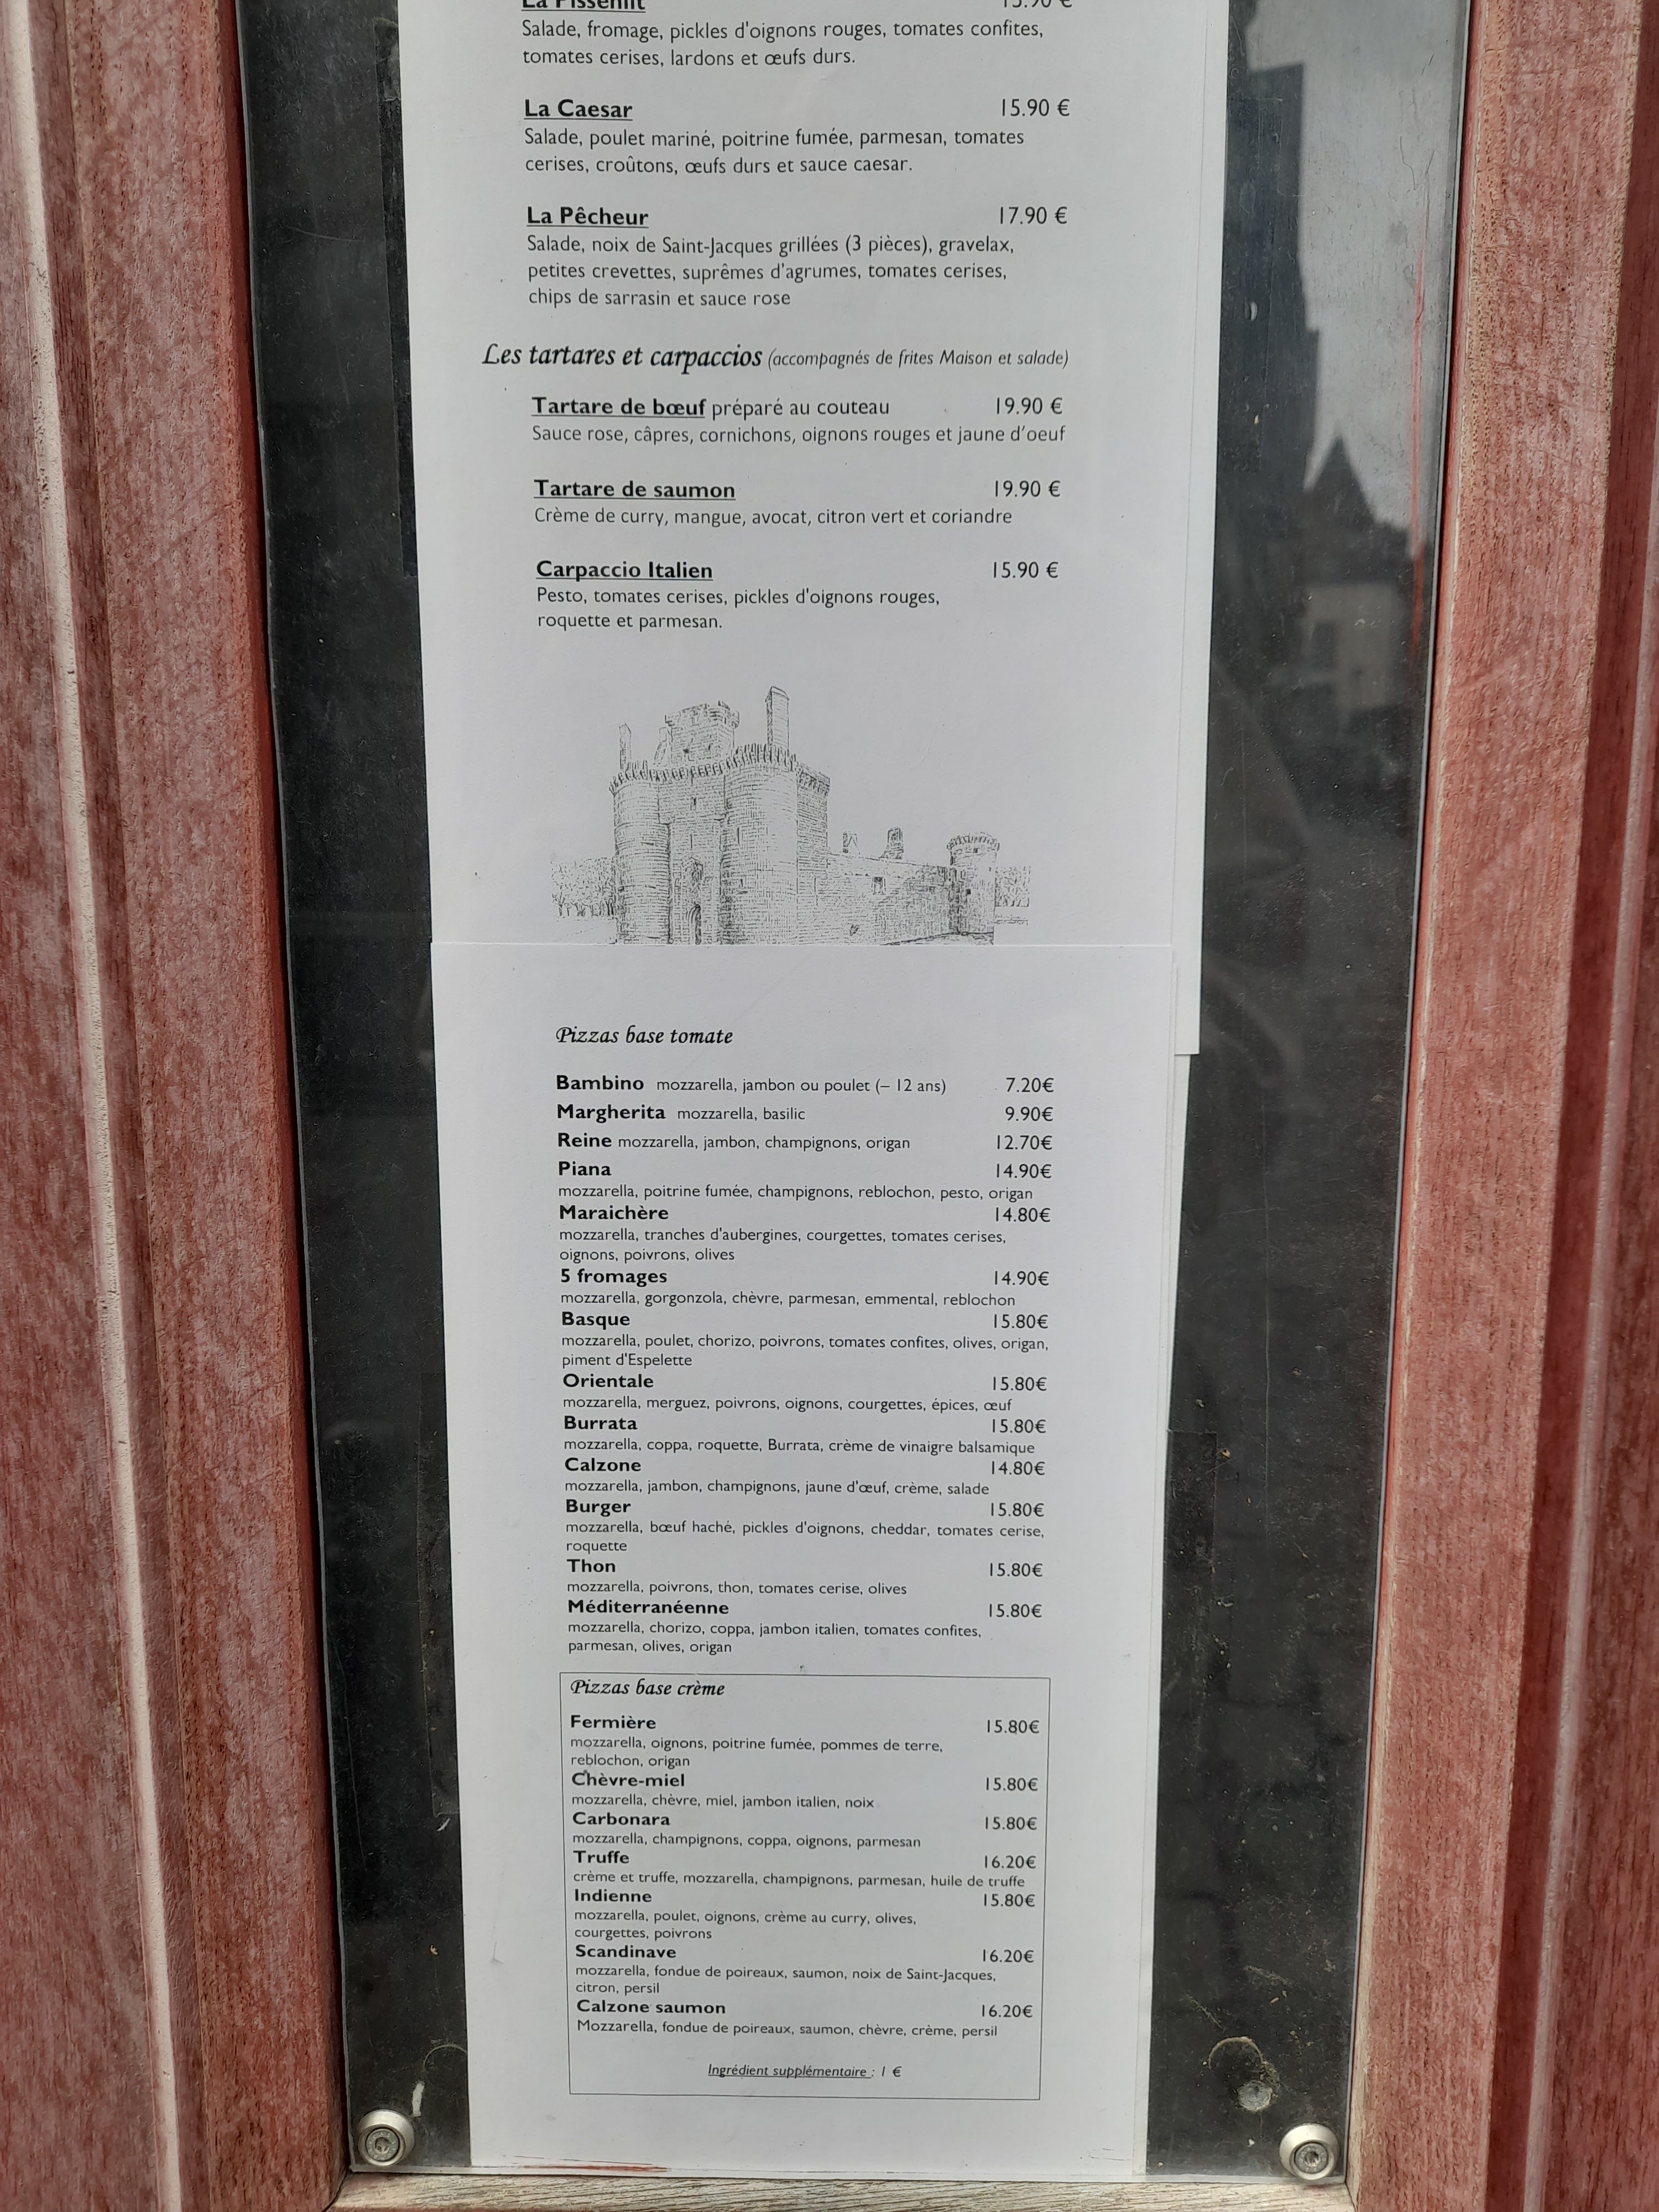 La Pissenlit 15.90 €
Salade, fromage, pickles d'oignons rouges, tomates confites,
tomates cerises, lardons et œufs durs.
La Caesar 15.90 €
Salade, poulet mariné, poitrine fumée, parmesan, tomates
cerises, croûtons, œufs durs et sauce caesar.
La Pêcheur 17.90 €
Salade, noix de Saint-Jacques grillées (3 pièces), gravelax,
petites crevettes, suprêmes d'agrumes, tomates cerises,
chips de sarrasin et sauce rose
Les tartares et carpaccios (accompagnés de frites Maison et salade)
Tartare de bœuf préparé au couteau 19.90 €
Sauce rose, câpres, cornichons, oignons rouges et jaune d'oeuf
Tartare de saumon 19.90 €
Crème de curry, mangue, avocat, citron vert et coriandre
Carpaccio Italien 15.90 €
Pesto, tomates cerises, pickles d'oignons rouges,
roquette et parmesan.
Pizzas base tomate
Bambino mozzarella, jambon ou poulet (– 12 ans) 7.20€
Margherita mozzarella, basilic 9.90€
Reine mozzarella, jambon, champignons, origan 12.70€
Piana 14.90€
mozzarella, poitrine fumée, champignons, reblochon, pesto, origan
Maraichère 14.80€
mozzarella, tranches d'aubergines, courgettes, tomates cerises,
oignons, poivrons, olives
5 fromages 14.90€
mozzarella, gorgonzola, chèvre, parmesan, emmental, reblochon
Basque 15.80€
mozzarella, poulet, chorizo, poivrons, tomates confites, olives, origan,
piment d'Espelette
Orientale 15.80€
mozzarella, merguez, poivrons, oignons, courgettes, épices, œuf
Burrata 15.80€
mozzarella, coppa, roquette, Burrata, crème de vinaigre balsamique
Calzone 14.80€
mozzarella, jambon, champignons, jaune d'œuf, crème, salade
Burger 15.80€
mozzarella, bœuf haché, pickles d'oignons, cheddar, tomates cerise,
roquette
Thon 15.80€
mozzarella, poivrons, thon, tomates cerise, olives
Méditerranéenne 15.80€
mozzarella, chorizo, coppa, jambon italien, tomates confites,
parmesan, olives, origan
Pizzas base crème
Fermière 15.80€
mozzarella, oignons, poitrine fumée, pommes de terre,
reblochon, origan
Chèvre-miel 15.80€
mozzarella, chèvre, miel, jambon italien, noix
Carbonara 15.80€
mozzarella, champignons, coppa, oignons, parmesan
Truffe 16.20€
crème et truffe, mozzarella, champignons, parmesan, huile de truffe
Indienne 15.80€
mozzarella, poulet, oignons, crème au curry, olives,
courgettes, poivrons
Scandinave 16.20€
mozzarella, fondue de poireaux, saumon, noix de Saint-Jacques,
citron, persil
Calzone saumon 16.20€
Mozzarella, fondue de poireaux, saumon, chèvre, crème, persil
Ingrédient supplémentaire : 1 €